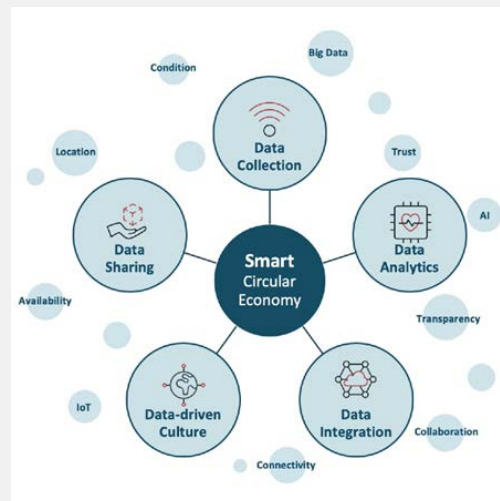 Big Data
Condition
Data
Collection
Trust
Location
AI
Data
Sharing
Data
Analytics
Smart
Circular
Economy
Availability
Transparency
IoT
Data-driven
Culture
Data
Integration
Collaboration
Connectivity